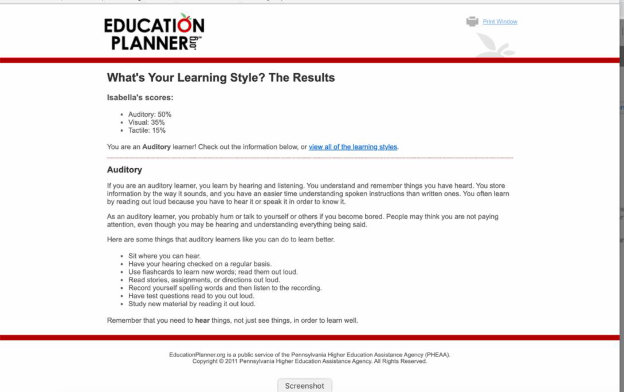 EDUCATION
PLANNER.org
Print Window
What's Your Learning Style? The Results
Isabella's scores:
• Auditory: 50%
• Visual: 35%
• Tactile: 15%
You are an Auditory learner! Check out the information below, or view all of the learning styles.
Auditory
If you are an auditory learner, you learn by hearing and listening. You understand and remember things you have heard. You store
information by the way it sounds, and you have an easier time understanding spoken instructions than written ones. You often learn
by reading out loud because you have to hear it or speak it in order to know it.
As an auditory learner, you probably hum or talk to yourself or others if you become bored. People may think you are not paying
attention, even though you may be hearing and understanding everything being said.
Here are some things that auditory learners like you can do to learn better.
• Sit where you can hear.
• Have your hearing checked on a regular basis.
• Use flashcards to learn new words; read them out loud.
• Read stories, assignments, or directions out loud.
• Record yourself spelling words and then listen to the recording.
• Have test questions read to you out loud.
• Study new material by reading it out loud.
Remember that you need to hear things, not just see things, in order to learn well.
EducationPlanner.org is a public service of the Pennsylvania Higher Education Assistance Agency (PHEAA).
Copyright © 2011 Pennsylvania Higher Education Assistance Agency. All Rights Reserved.
Screenshot